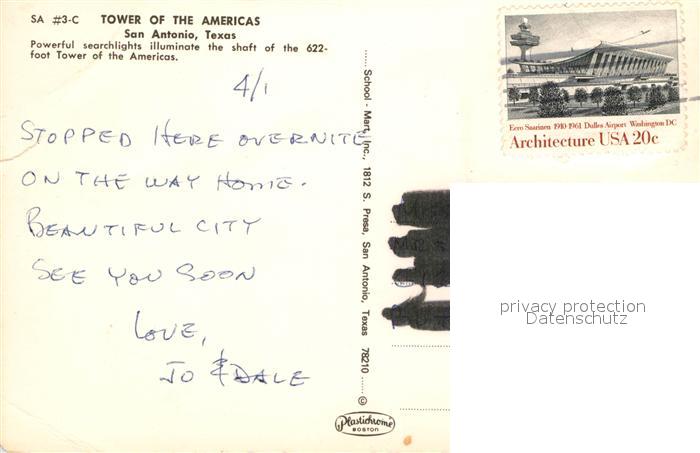 SA #3-C TOWER OF THE AMERICAS
San Antonio, Texas
Powerful searchlights illuminate the shaft of the 622-
foot Tower of the Americas.
4/1
STOPPED HERE OVERNITE
ON THE WAY HOME.
BEAUTIFUL CITY
SEE YOU SOON
LOVE,
JO & DALE
School - Mart, Inc., 1812 S. Presa, San Antonio, Texas 78210
©
Plastichrome
BOSTON
Eero Saarinen 1910-1961 Dulles Airport Washington DC
Architecture USA 20c
privacy protection
Datenschutz